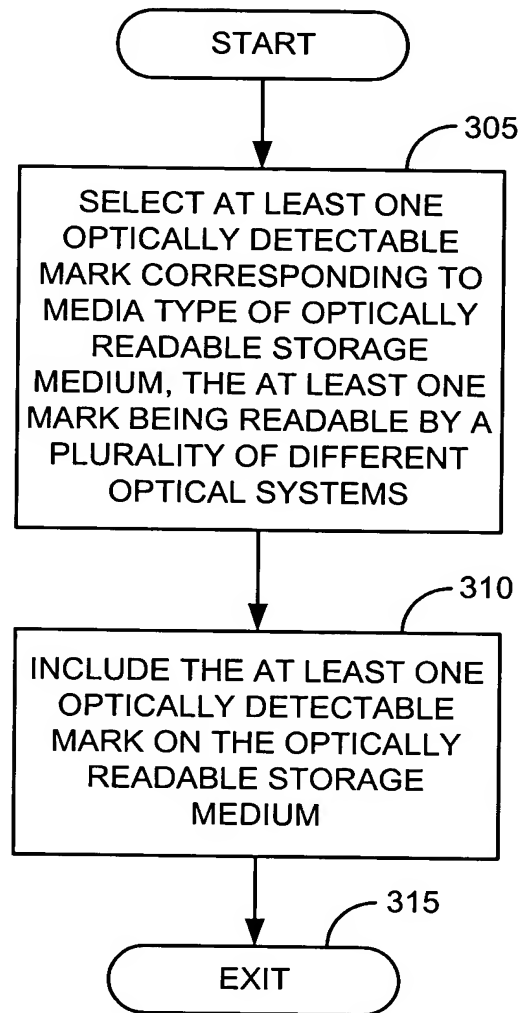 START
305
SELECT AT LEAST ONE
OPTICALLY DETECTABLE
MARK CORRESPONDING TO
MEDIA TYPE OF OPTICALLY
READABLE STORAGE
MEDIUM, THE AT LEAST ONE
MARK BEING READABLE BY A
PLURALITY OF DIFFERENT
OPTICAL SYSTEMS
310
INCLUDE THE AT LEAST ONE
OPTICALLY DETECTABLE
MARK ON THE OPTICALLY
READABLE STORAGE
MEDIUM
315
EXIT